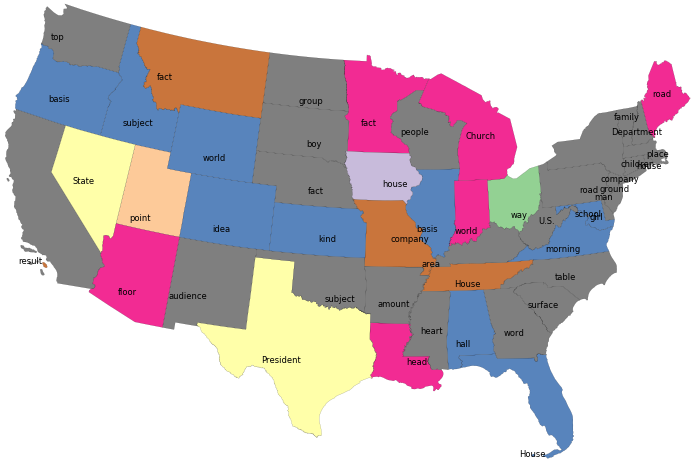 top
fact
basis
subject
group
fact
road
family
Department
people
Church
boy
world
place
children
house
State
fact
house
company
road
ground
man
point
school
girl
way
U.S.
idea
kind
basis
world
company
morning
result
area
table
floor
audience
House
subject
amount
surface
heart
word
hall
President
head
House